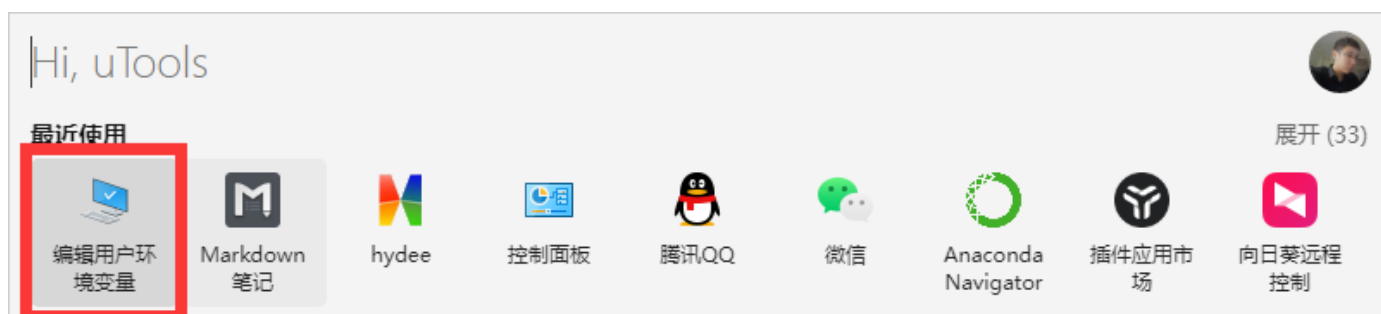 Hi, uTools
最近使用
展开 (33)
编辑用户环
境变量
Markdown
笔记
hydee
控制面板
腾讯QQ
微信
Anaconda
Navigator
插件应用市
场
向日葵远程
控制